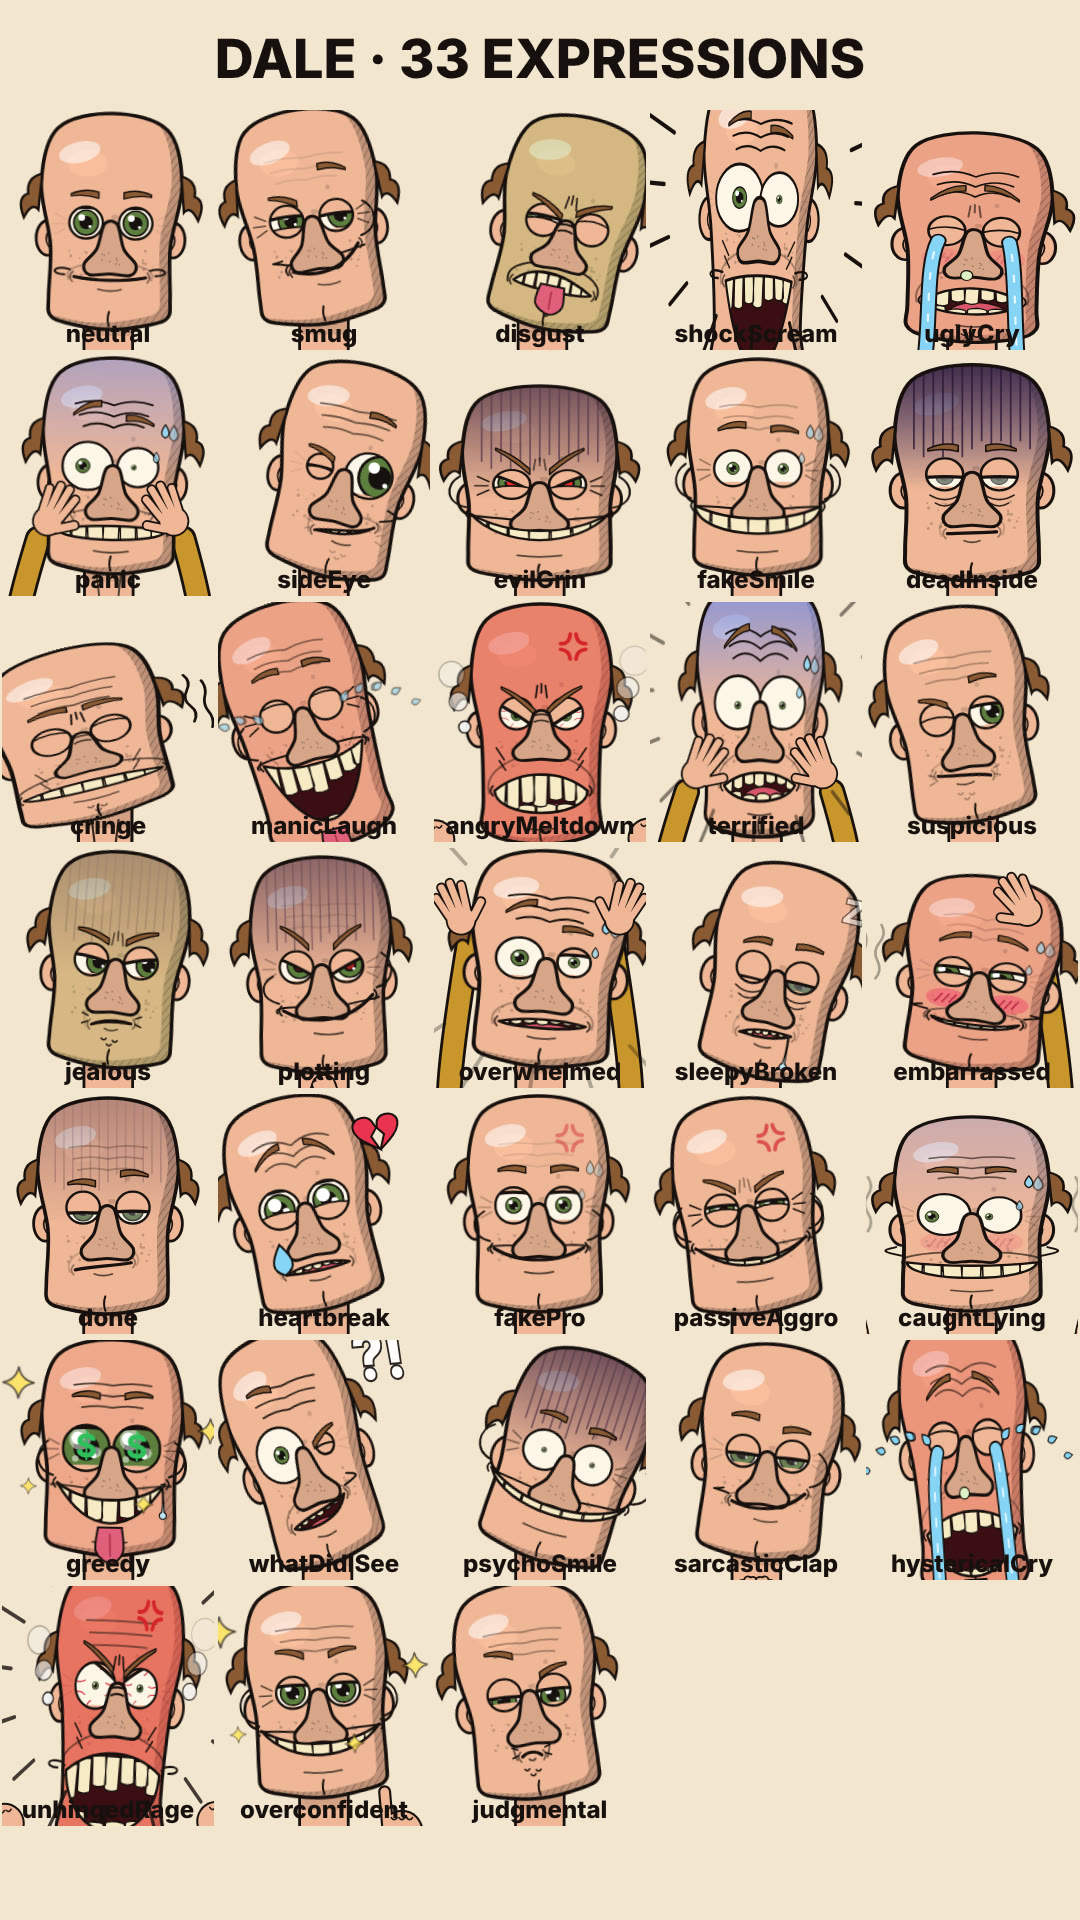 DALE · 33 EXPRESSIONS
neutral
smug
disgust
shockScream
uglyCry
panic
sideEye
evilGrin
fakeSmile
deadInside
cringe
manicLaugh
angryMeltdown
terrified
suspicious
Z
jealous
plotting
overwhelmed
sleepyBroken
embarrassed
done
heartbreak
fakePro
passiveAggro
caughtLying
?!
$ $
greedy
whatDidISee
psychoSmile
sarcasticClap
hystericalCry
unhingedRage
overconfident
judgmental